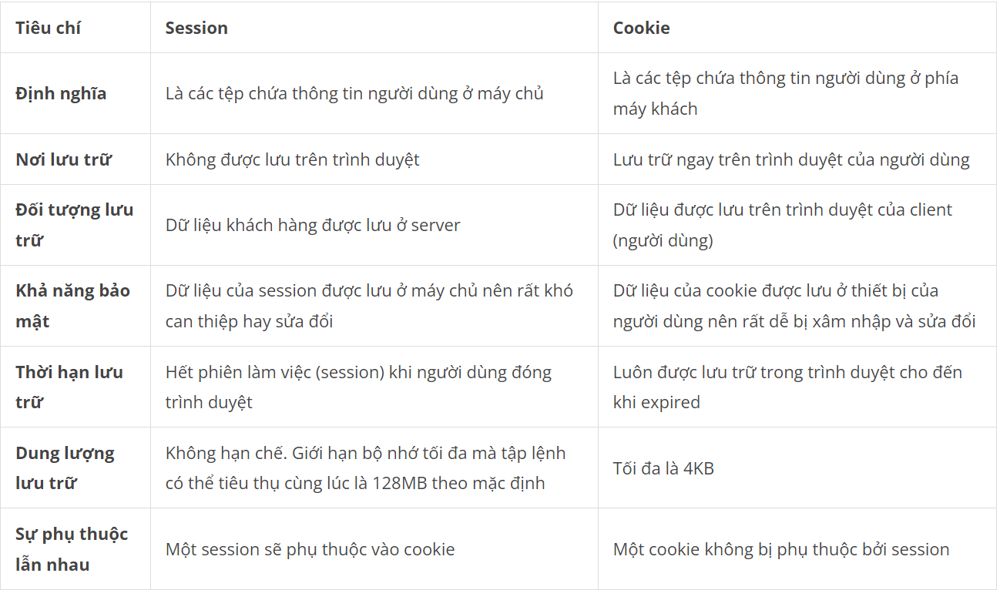 Tiêu chí
Session
Cookie
Định nghĩa
Là các tệp chứa thông tin người dùng ở máy chủ
Là các tệp chứa thông tin người dùng ở phía
máy khách
Nơi lưu trữ
Không được lưu trên trình duyệt
Lưu trữ ngay trên trình duyệt của người dùng
Đối tượng lưu
trữ
Dữ liệu khách hàng được lưu ở server
Dữ liệu được lưu trên trình duyệt của client
(người dùng)
Khả năng bảo
mật
Dữ liệu của session được lưu ở máy chủ nên rất khó
can thiệp hay sửa đổi
Dữ liệu của cookie được lưu ở thiết bị của
người dùng nên rất dễ bị xâm nhập và sửa đổi
Thời hạn lưu
trữ
Hết phiên làm việc (session) khi người dùng đóng
trình duyệt
Luôn được lưu trữ trong trình duyệt cho đến
khi expired
Dung lượng
lưu trữ
Không hạn chế. Giới hạn bộ nhớ tối đa mà tập lệnh
có thể tiêu thụ cùng lúc là 128MB theo mặc định
Tối đa là 4KB
Sự phụ thuộc
lẫn nhau
Một session sẽ phụ thuộc vào cookie
Một cookie không bị phụ thuộc bởi session